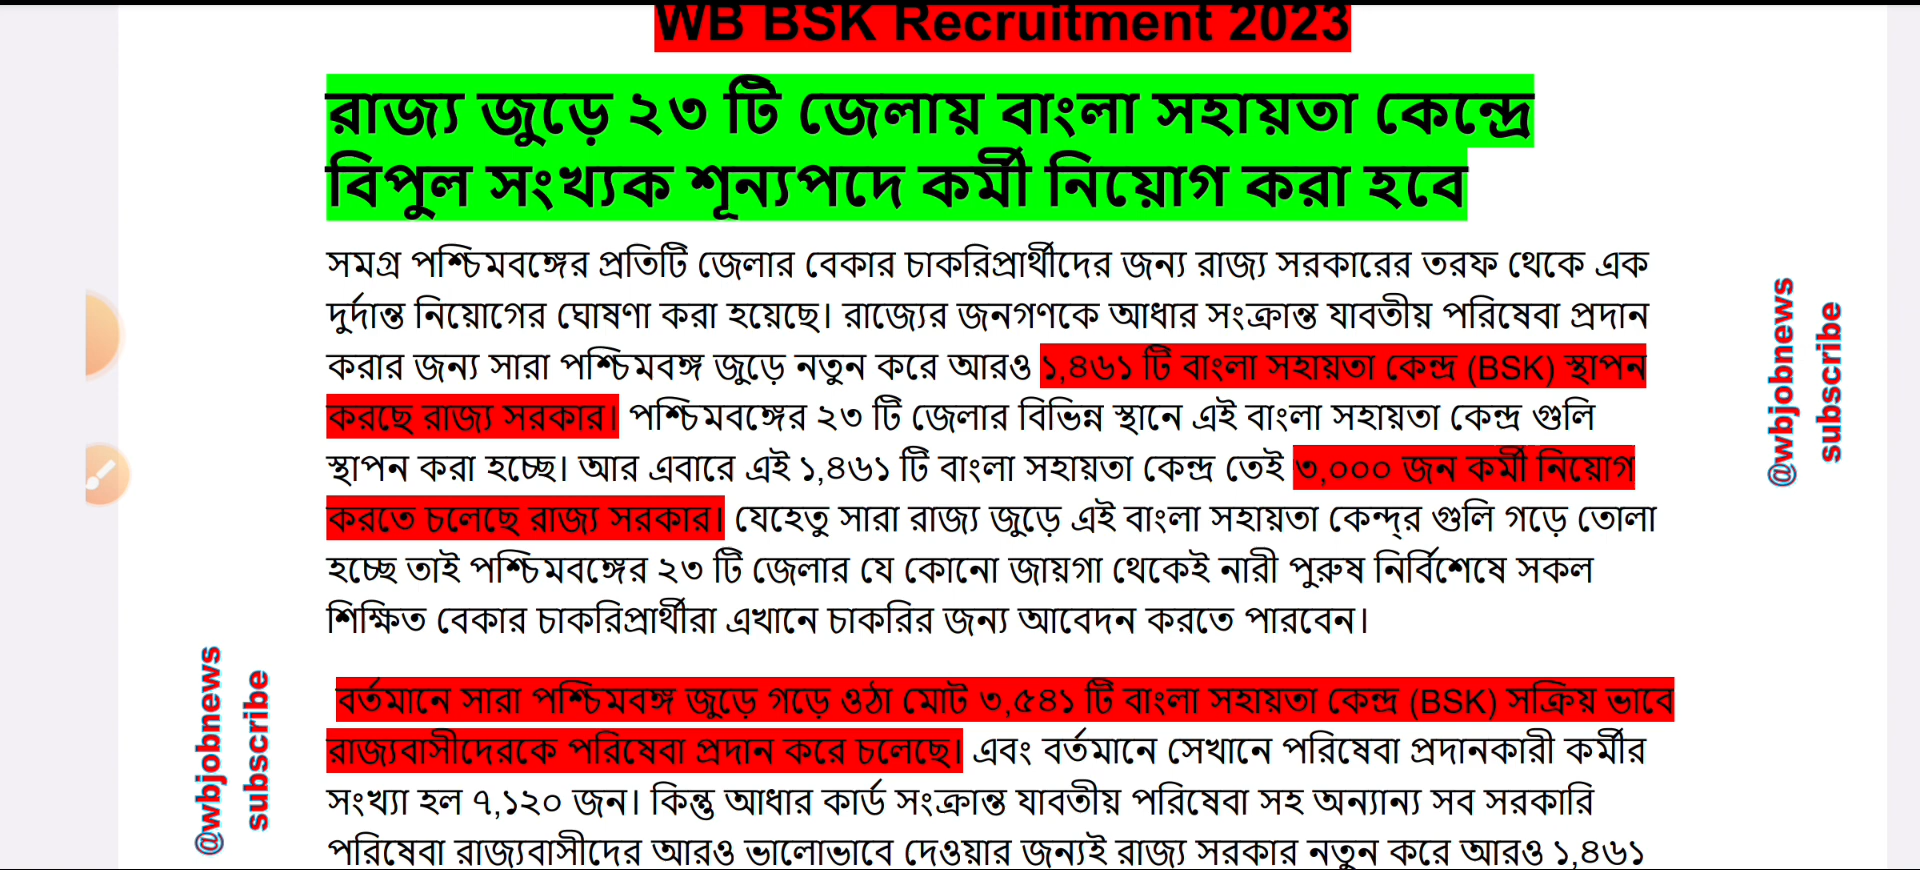 WB BSK Recruitment 2023
রাজ্য জুড়ে ২৩ টি জেলায় বাংলা সহায়তা কেন্দ্রে
বিপুল সংখ্যক শূন্যপদে কর্মী নিয়োগ করা হবে
সমগ্র পশ্চিমবঙ্গের প্রতিটি জেলার বেকার চাকরিপ্রার্থীদের জন্য রাজ্য সরকারের তরফ থেকে এক
দুর্দান্ত নিয়োগের ঘোষণা করা হয়েছে। রাজ্যের জনগণকে আধার সংক্রান্ত যাবতীয় পরিষেবা প্রদান
করার জন্য সারা পশ্চিমবঙ্গ জুড়ে নতুন করে আরও ১,৪৬১ টি বাংলা সহায়তা কেন্দ্র (BSK) স্থাপন
করছে রাজ্য সরকার। পশ্চিমবঙ্গের ২৩ টি জেলার বিভিন্ন স্থানে এই বাংলা সহায়তা কেন্দ্র গুলি
স্থাপন করা হচ্ছে। আর এবারে এই ১,৪৬১ টি বাংলা সহায়তা কেন্দ্র তেই ৩,০০০ জন কর্মী নিয়োগ
করতে চলেছে রাজ্য সরকার। যেহেতু সারা রাজ্য জুড়ে এই বাংলা সহায়তা কেন্দ্‌র গুলি গড়ে তোলা
হচ্ছে তাই পশ্চিমবঙ্গের ২৩ টি জেলার যে কোনো জায়গা থেকেই নারী পুরুষ নির্বিশেষে সকল
শিক্ষিত বেকার চাকরিপ্রার্থীরা এখানে চাকরির জন্য আবেদন করতে পারবেন।
বর্তমানে সারা পশ্চিমবঙ্গ জুড়ে গড়ে ওঠা মোট ৩,৫৪১ টি বাংলা সহায়তা কেন্দ্র (BSK) সক্রিয় ভাবে
রাজ্যবাসীদেরকে পরিষেবা প্রদান করে চলেছে। এবং বর্তমানে সেখানে পরিষেবা প্রদানকারী কর্মীর
সংখ্যা হল ৭,১২০ জন। কিন্তু আধার কার্ড সংক্রান্ত যাবতীয় পরিষেবা সহ অন্যান্য সব সরকারি
পরিষেবা রাজ্যবাসীদের আরও ভালোভাবে দেওয়ার জন্যই রাজ্য সরকার নতুন করে আরও ১,৪৬১
@wbjobnews
subscribe
@wbjobnews
subscribe